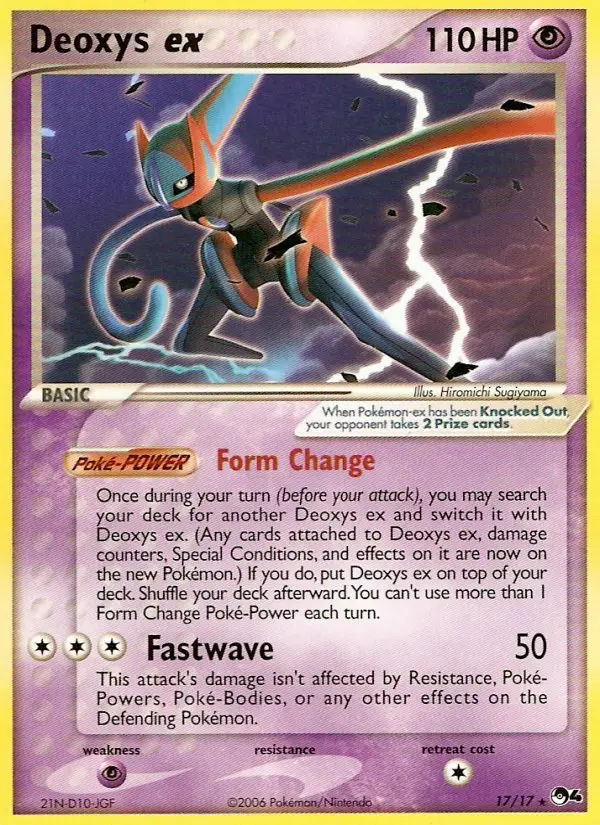 Deoxys ex 110 HP
BASIC
Illus. Hiromichi Sugiyama
When Pokémon-ex has been Knocked Out,
your opponent takes 2 Prize cards.
Poké-POWER Form Change
Once during your turn (before your attack), you may search
your deck for another Deoxys ex and switch it with
Deoxys ex. (Any cards attached to Deoxys ex, damage
counters, Special Conditions, and effects on it are now on
the new Pokémon.) If you do, put Deoxys ex on top of your
deck. Shuffle your deck afterward. You can't use more than 1
Form Change Poké-Power each turn.
Fastwave 50
This attack's damage isn't affected by Resistance, Poké-
Powers, Poké-Bodies, or any other effects on the
Defending Pokémon.
weakness resistance retreat cost
21N-D10-JGF ©2006 Pokémon/Nintendo 17/17 ★ 4